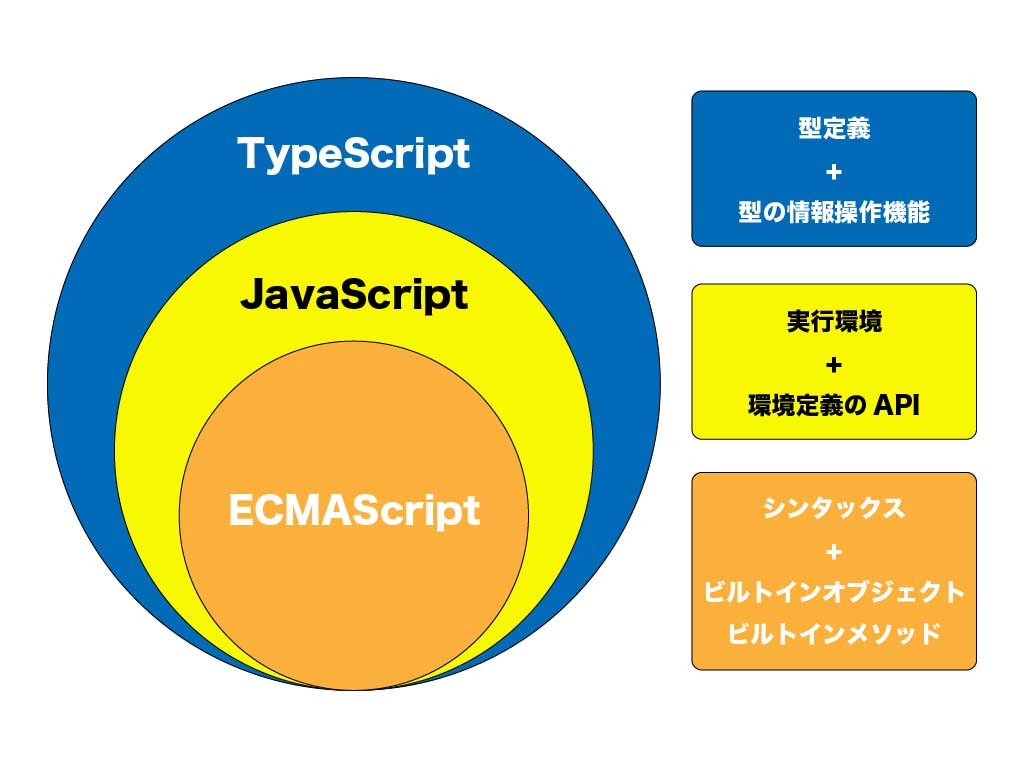 TypeScript
JavaScript
ECMAScript
型定義
+
型の情報操作機能
実行環境
+
環境定義の API
シンタックス
+
ビルトインオブジェクト
ビルトインメソッド